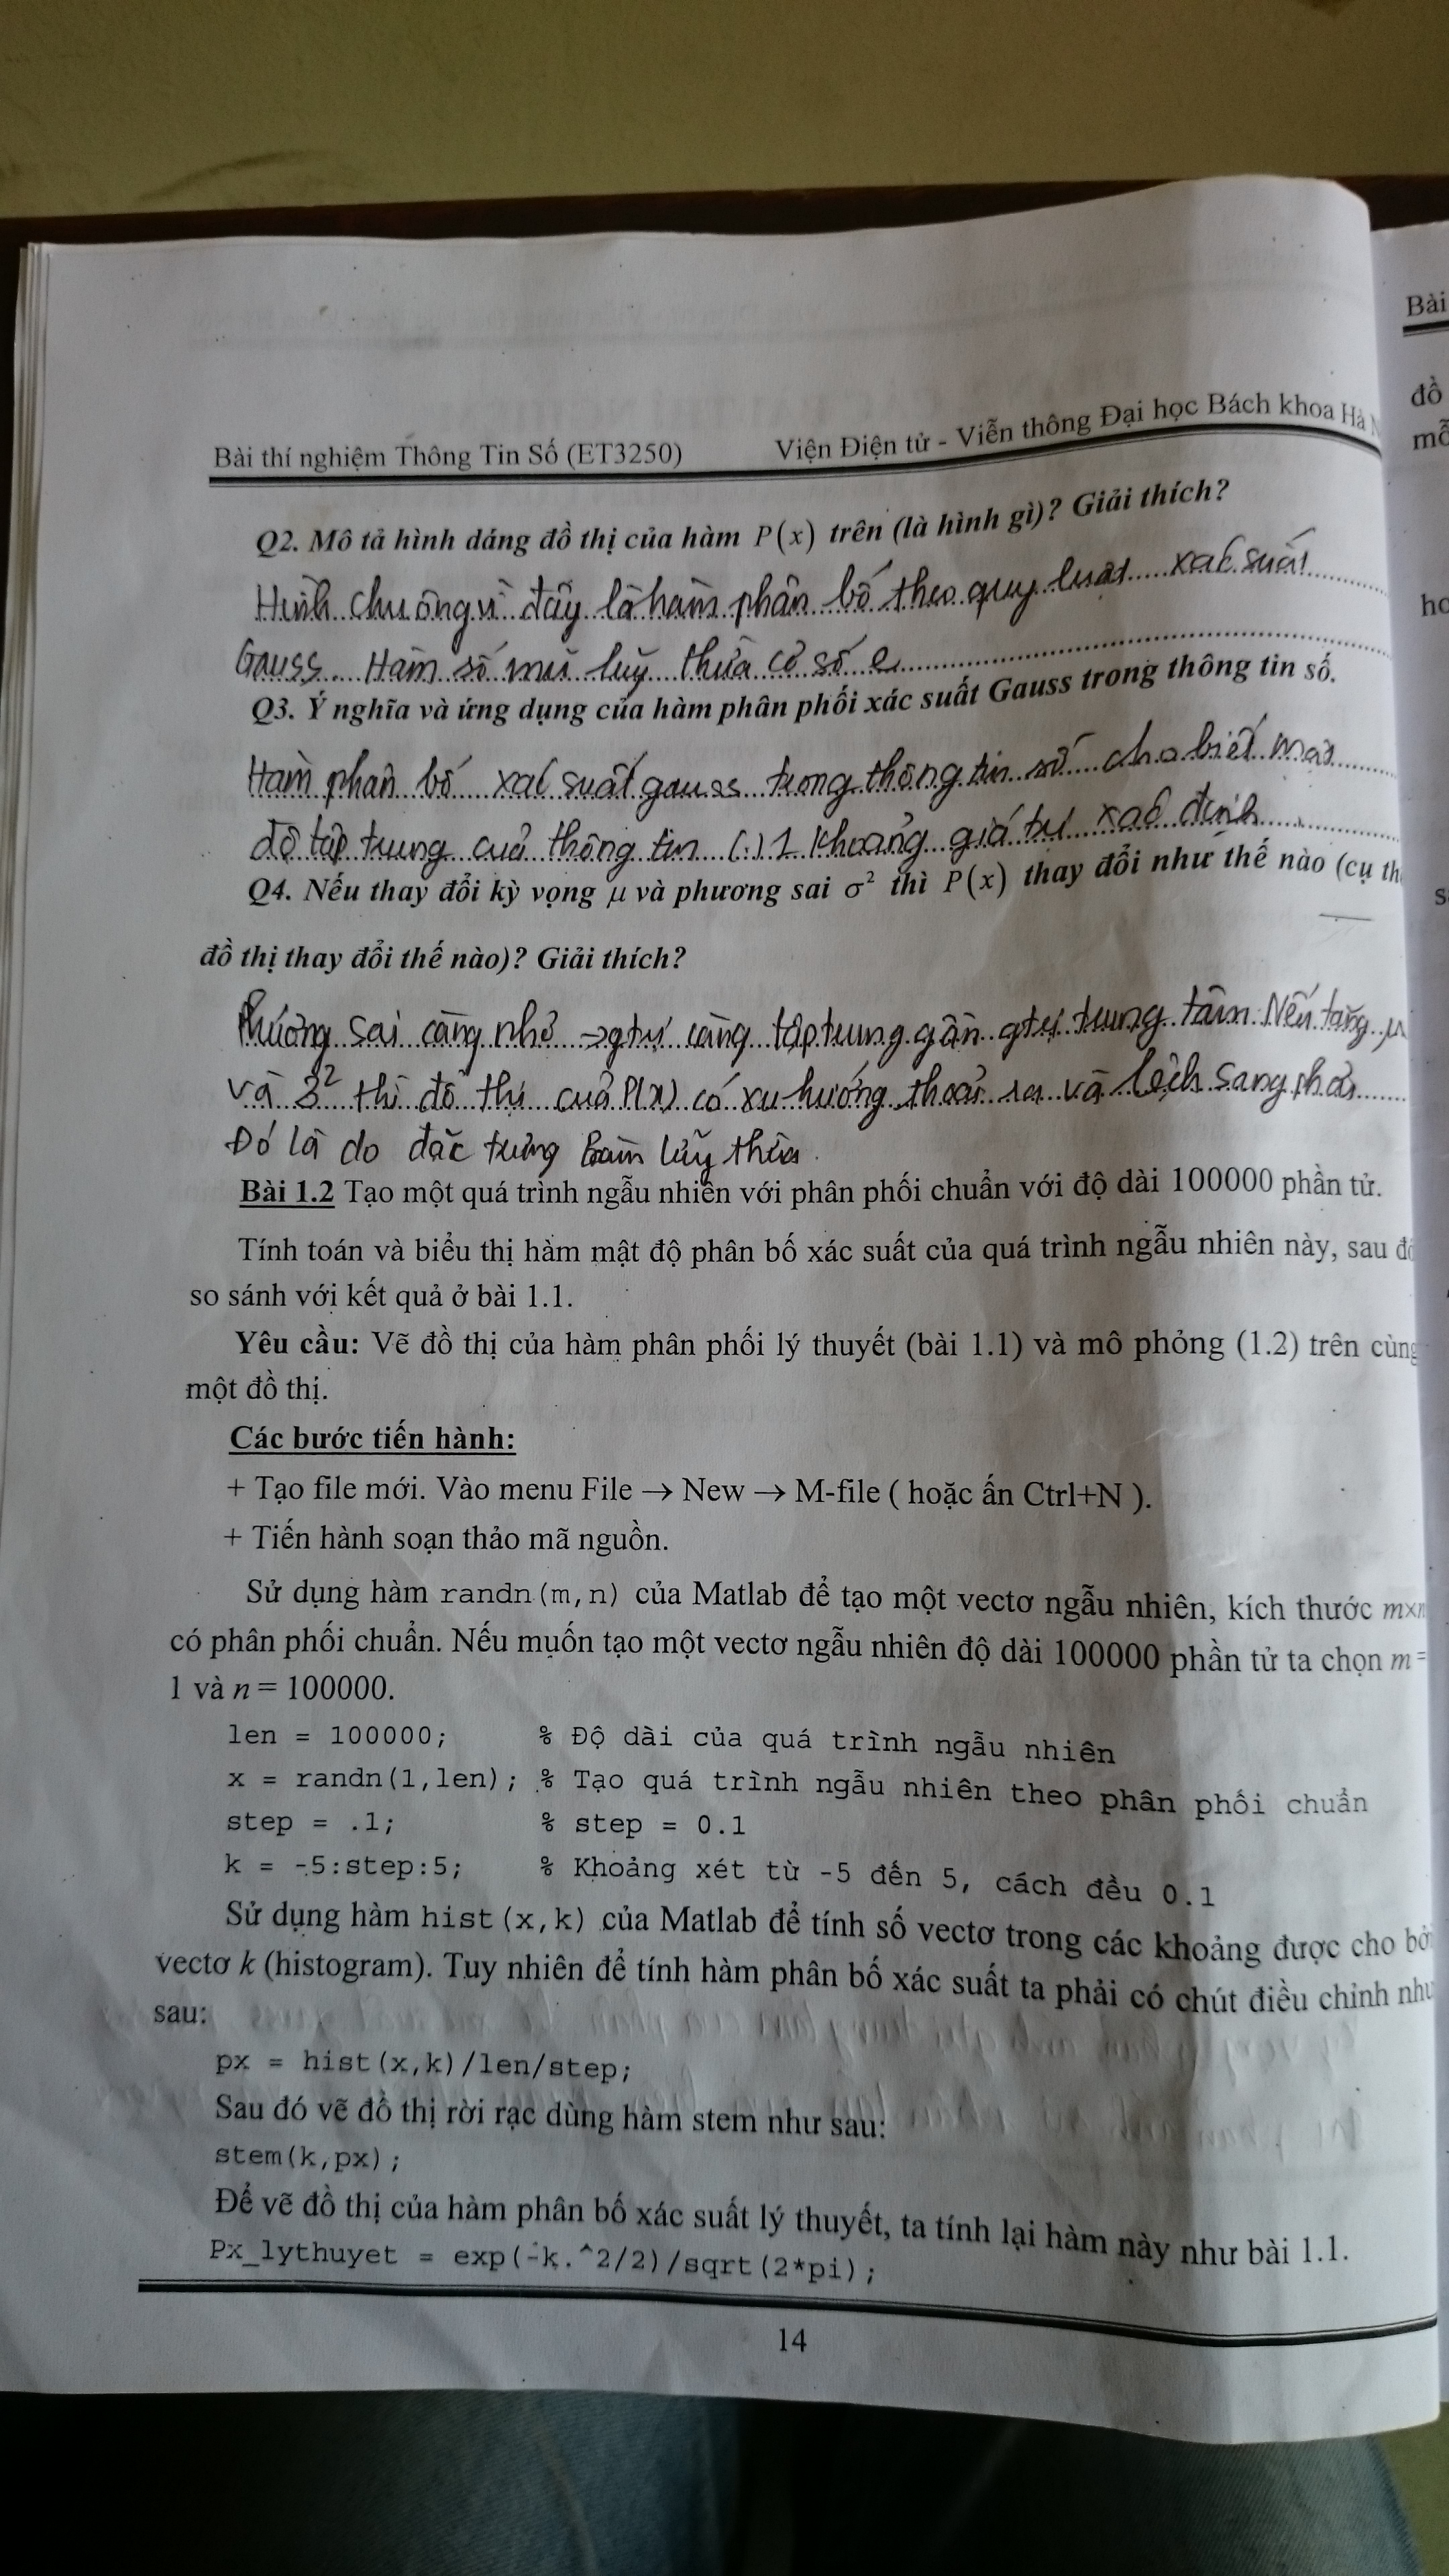 Bài thí nghiệm Thông Tin Số (ET3250) Viện Điện tử - Viễn thông Đại học Bách khoa Hà
Q2. Mô tả hình dáng đồ thị của hàm P(x) trên (là hình gì)? Giải thích?
Hình chuông vì đây là hàm phân bố theo quy luật xác suất
Gauss. Hàm số mũ luỹ thừa cơ số e
Q3. Ý nghĩa và ứng dụng của hàm phân phối xác suất Gauss trong thông tin số.
Hàm phân bố xác suất gauss trong thông tin số cho biết mật
độ tập trung của thông tin (.) 1 khoảng giá trị xác định
Q4. Nếu thay đổi kỳ vọng μ và phương sai σ² thì P(x) thay đổi như thế nào (cụ th
đồ thị thay đổi thế nào)? Giải thích?
Phương sai càng nhỏ → gtrị càng tập trung gần gtrị trung tâm. Nếu tăng μ
và 3² thì đồ thị của P(x) có xu hướng thoải ra và lệch sang phải
Đó là do đặc trưng hàm lũy thừa.
Bài 1.2 Tạo một quá trình ngẫu nhiên với phân phối chuẩn với độ dài 100000 phần tử.
Tính toán và biểu thị hàm mật độ phân bố xác suất của quá trình ngẫu nhiên này, sau đó
so sánh với kết quả ở bài 1.1.
Yêu cầu: Vẽ đồ thị của hàm phân phối lý thuyết (bài 1.1) và mô phỏng (1.2) trên cùng
một đồ thị.
Các bước tiến hành:
+ Tạo file mới. Vào menu File → New → M-file ( hoặc ấn Ctrl+N ).
+ Tiến hành soạn thảo mã nguồn.
Sử dụng hàm randn(m,n) của Matlab để tạo một vectơ ngẫu nhiên, kích thước m×n
có phân phối chuẩn. Nếu muốn tạo một vectơ ngẫu nhiên độ dài 100000 phần tử ta chọn m =
1 và n = 100000.
len = 100000; % Độ dài của quá trình ngẫu nhiên
x = randn(1,len); % Tạo quá trình ngẫu nhiên theo phân phối chuẩn
step = .1; % step = 0.1
k = -5:step:5; % Khoảng xét từ -5 đến 5, cách đều 0.1
Sử dụng hàm hist(x,k) của Matlab để tính số vectơ trong các khoảng được cho bởi
vectơ k (histogram). Tuy nhiên để tính hàm phân bố xác suất ta phải có chút điều chỉnh như
sau:
px = hist(x,k)/len/step;
Sau đó vẽ đồ thị rời rạc dùng hàm stem như sau:
stem(k,px);
Để vẽ đồ thị của hàm phân bố xác suất lý thuyết, ta tính lại hàm này như bài 1.1.
Px_lythuyet = exp(-k.^2/2)/sqrt(2*pi);
14
Bài
đồ
mỗ